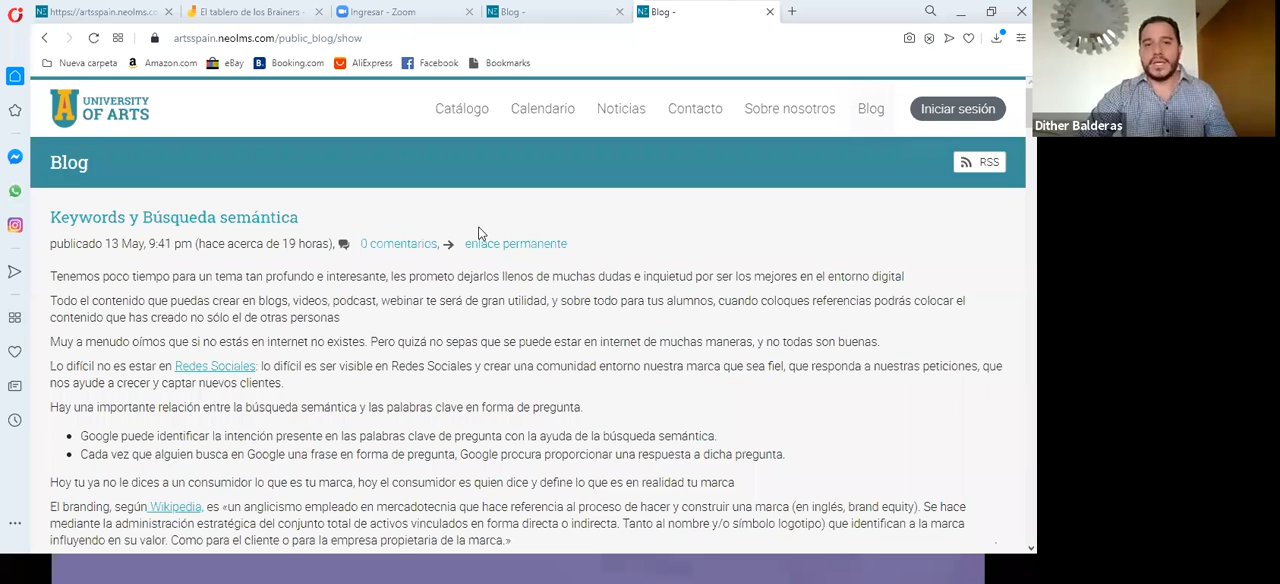 https://artsspain.neolms.c
El tablero de los Brainers -
Ingresar - Zoom
Blog -
Blog -
artsspain.neolms.com/public_blog/show
Nueva carpeta
Amazon.com
eBay
Booking.com
AliExpress
Facebook
Bookmarks
UNIVERSITY
OF ARTS
Catálogo
Calendario
Noticias
Contacto
Sobre nosotros
Blog
Iniciar sesión
Dither Balderas
Blog
RSS
Keywords y Búsqueda semántica
publicado 13 May, 9:41 pm (hace acerca de 19 horas), 0 comentarios, enlace permanente
Tenemos poco tiempo para un tema tan profundo e interesante, les prometo dejarlos llenos de muchas dudas e inquietud por ser los mejores en el entorno digital
Todo el contenido que puedas crear en blogs, videos, podcast, webinar te será de gran utilidad, y sobre todo para tus alumnos, cuando coloques referencias podrás colocar el
contenido que has creado no sólo el de otras personas
Muy a menudo oímos que si no estás en internet no existes. Pero quizá no sepas que se puede estar en internet de muchas maneras, y no todas son buenas.
Lo difícil no es estar en Redes Sociales: lo difícil es ser visible en Redes Sociales y crear una comunidad entorno nuestra marca que sea fiel, que responda a nuestras peticiones, que
nos ayude a crecer y captar nuevos clientes.
Hay una importante relación entre la búsqueda semántica y las palabras clave en forma de pregunta.
• Google puede identificar la intención presente en las palabras clave de pregunta con la ayuda de la búsqueda semántica.
• Cada vez que alguien busca en Google una frase en forma de pregunta, Google procura proporcionar una respuesta a dicha pregunta.
Hoy tu ya no le dices a un consumidor lo que es tu marca, hoy el consumidor es quien dice y define lo que es en realidad tu marca
El branding, según Wikipedia, es «un anglicismo empleado en mercadotecnia que hace referencia al proceso de hacer y construir una marca (en inglés, brand equity). Se hace
mediante la administración estratégica del conjunto total de activos vinculados en forma directa o indirecta. Tanto al nombre y/o símbolo logotipo) que identifican a la marca
influyendo en su valor. Como para el cliente o para la empresa propietaria de la marca.»